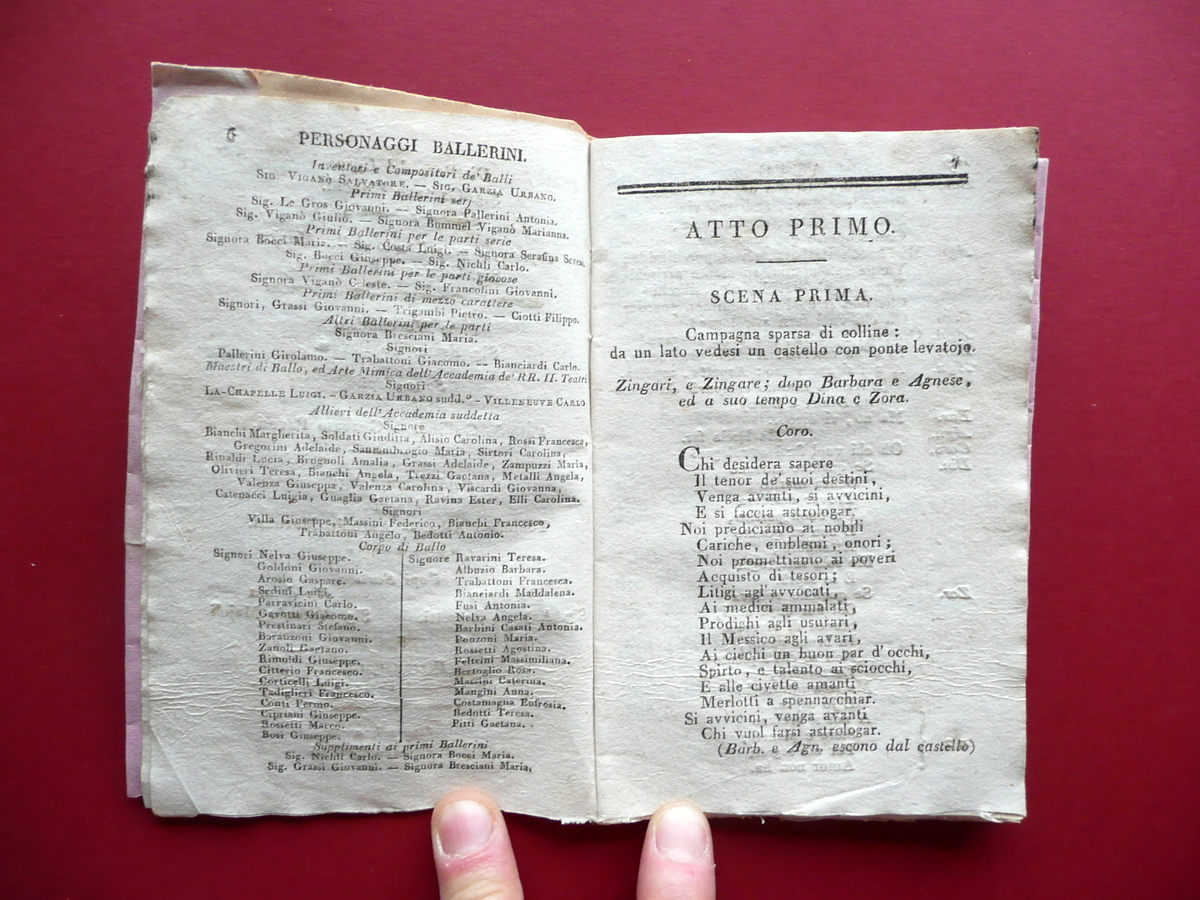 6
PERSONAGGI BALLERINI.
Inventori e Compositori de' Balli
SIG. VIGANÒ SALVATORE. — SIG. GARZIA URBANO.
Primi Ballerini serj
Sig. Le Gros Giovanni. — Signora Pallerini Antonia.
Sig. Viganò Giulio. — Signora Bummel Viganò Marianna.
Primi Ballerini per le parti serie
Signora Bocci Maria. — Sig. Costa Luigi. — Signora Serafina
Sig. Bocci Giuseppe. — Sig. Nichli Carlo.
Primi Ballerini per le parti giocose
Signora Viganò Celeste. — Sig. Francolini Giovanni.
Primi Ballerini di mezzo carattere
Signori, Grassi Giovanni. — Trigambi Pietro. — Ciotti Filippo.
Altri Ballerini per le parti
Signora Bresciani Maria.
Signori
Pallerini Girolamo. — Trabattoni Giacomo. — Bianciardi Carlo.
Maestri di Ballo, ed Arte Mimica dell'Accademia de' RR. II. Teatri
Signori
LA-CHAPELLE LUIGI. - GARZIA URBANO sudd.º - VILLENEUVE CARLO
Allievi dell'Accademia suddetta
Signore
Bianchi Margherita, Soldati Giuditta, Alisio Carolina, Rossi Francesca,
Gregorini Adelaide, Santambrogio Maria, Sirtori Carolina,
Rinaldi Lucia, Brugnoli Amalia, Grassi Adelaide, Zampuzzi Maria,
Olivieri Teresa, Bianchi Angela, Trezzi Gaetana, Metalli Angela,
Valenza Giuseppa, Valenza Carolina, Viscardi Giovanna,
Catenacci Luigia, Guaglia Gaetana, Ravina Ester, Elli Carolina.
Signori
Villa Giuseppe, Massini Federico, Bianchi Francesco,
Trabattoni Angelo, Bedotti Antonio.
Corpo di Ballo
Signori Nelva Giuseppe.
Goldoni Giovanni.
Arosio Gaspare.
Sedini Luigi.
Parravicini Carlo.
Gavotti Giacomo.
Prestinari Stefano.
Baranzoni Giovanni.
Zanoli Gaetano.
Rimoldi Giuseppe.
Citterio Francesco.
Corticelli Luigi.
Tadiglieri Francesco.
Conti Fermo.
Cipriani Giuseppe.
Rossetti Marco.
Bosi Giuseppe.
Signore Ravarini Teresa.
Albuzio Barbara.
Trabattoni Francesca.
Bianciardi Maddalena.
Fusi Antonia.
Nelva Angela.
Barbini Casati Antonia.
Ponzoni Maria.
Rossetti Agostina.
Feltrini Massimiliana.
Bertoglio Rosa.
Massini Caterina.
Mangini Anna.
Costamagna Eufrosia.
Bedotti Teresa.
Pitti Gaetana.
Supplimenti ai primi Ballerini
Sig. Nichli Carlo. — Signora Bocci Maria.
Sig. Grassi Giovanni. — Signora Bresciani Maria.
7
ATTO PRIMO.
SCENA PRIMA.
Campagna sparsa di colline:
da un lato vedesi un castello con ponte levatojo.
Zingari, e Zingare; dopo Barbara e Agnese,
ed a suo tempo Dina e Zora.
Coro.
Chi desidera sapere
Il tenor de' suoi destini,
Venga avanti, si avvicini,
E si faccia astrologar.
Noi prediciamo ai nobili
Cariche, emblemi, onori;
Noi promettiamo ai poveri
Acquisto di tesori;
Litigi agl'avvocati,
Ai medici ammalati,
Prodighi agli usurari,
Il Messico agli avari,
Ai ciechi un buon par d'occhi,
Spirto, e talento ai sciocchi,
E alle civette amanti
Merlotti a spennacchiar.
Si avvicini, venga avanti
Chi vuol farsi astrologar.
(Barb. e Agn. escono dal castello)